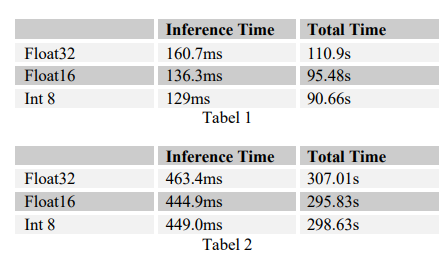 Inference Time Total Time
Float32 160.7ms 110.9s
Float16 136.3ms 95.48s
Int 8 129ms 90.66s
Tabel 1
Inference Time Total Time
Float32 463.4ms 307.01s
Float16 444.9ms 295.83s
Int 8 449.0ms 298.63s
Tabel 2